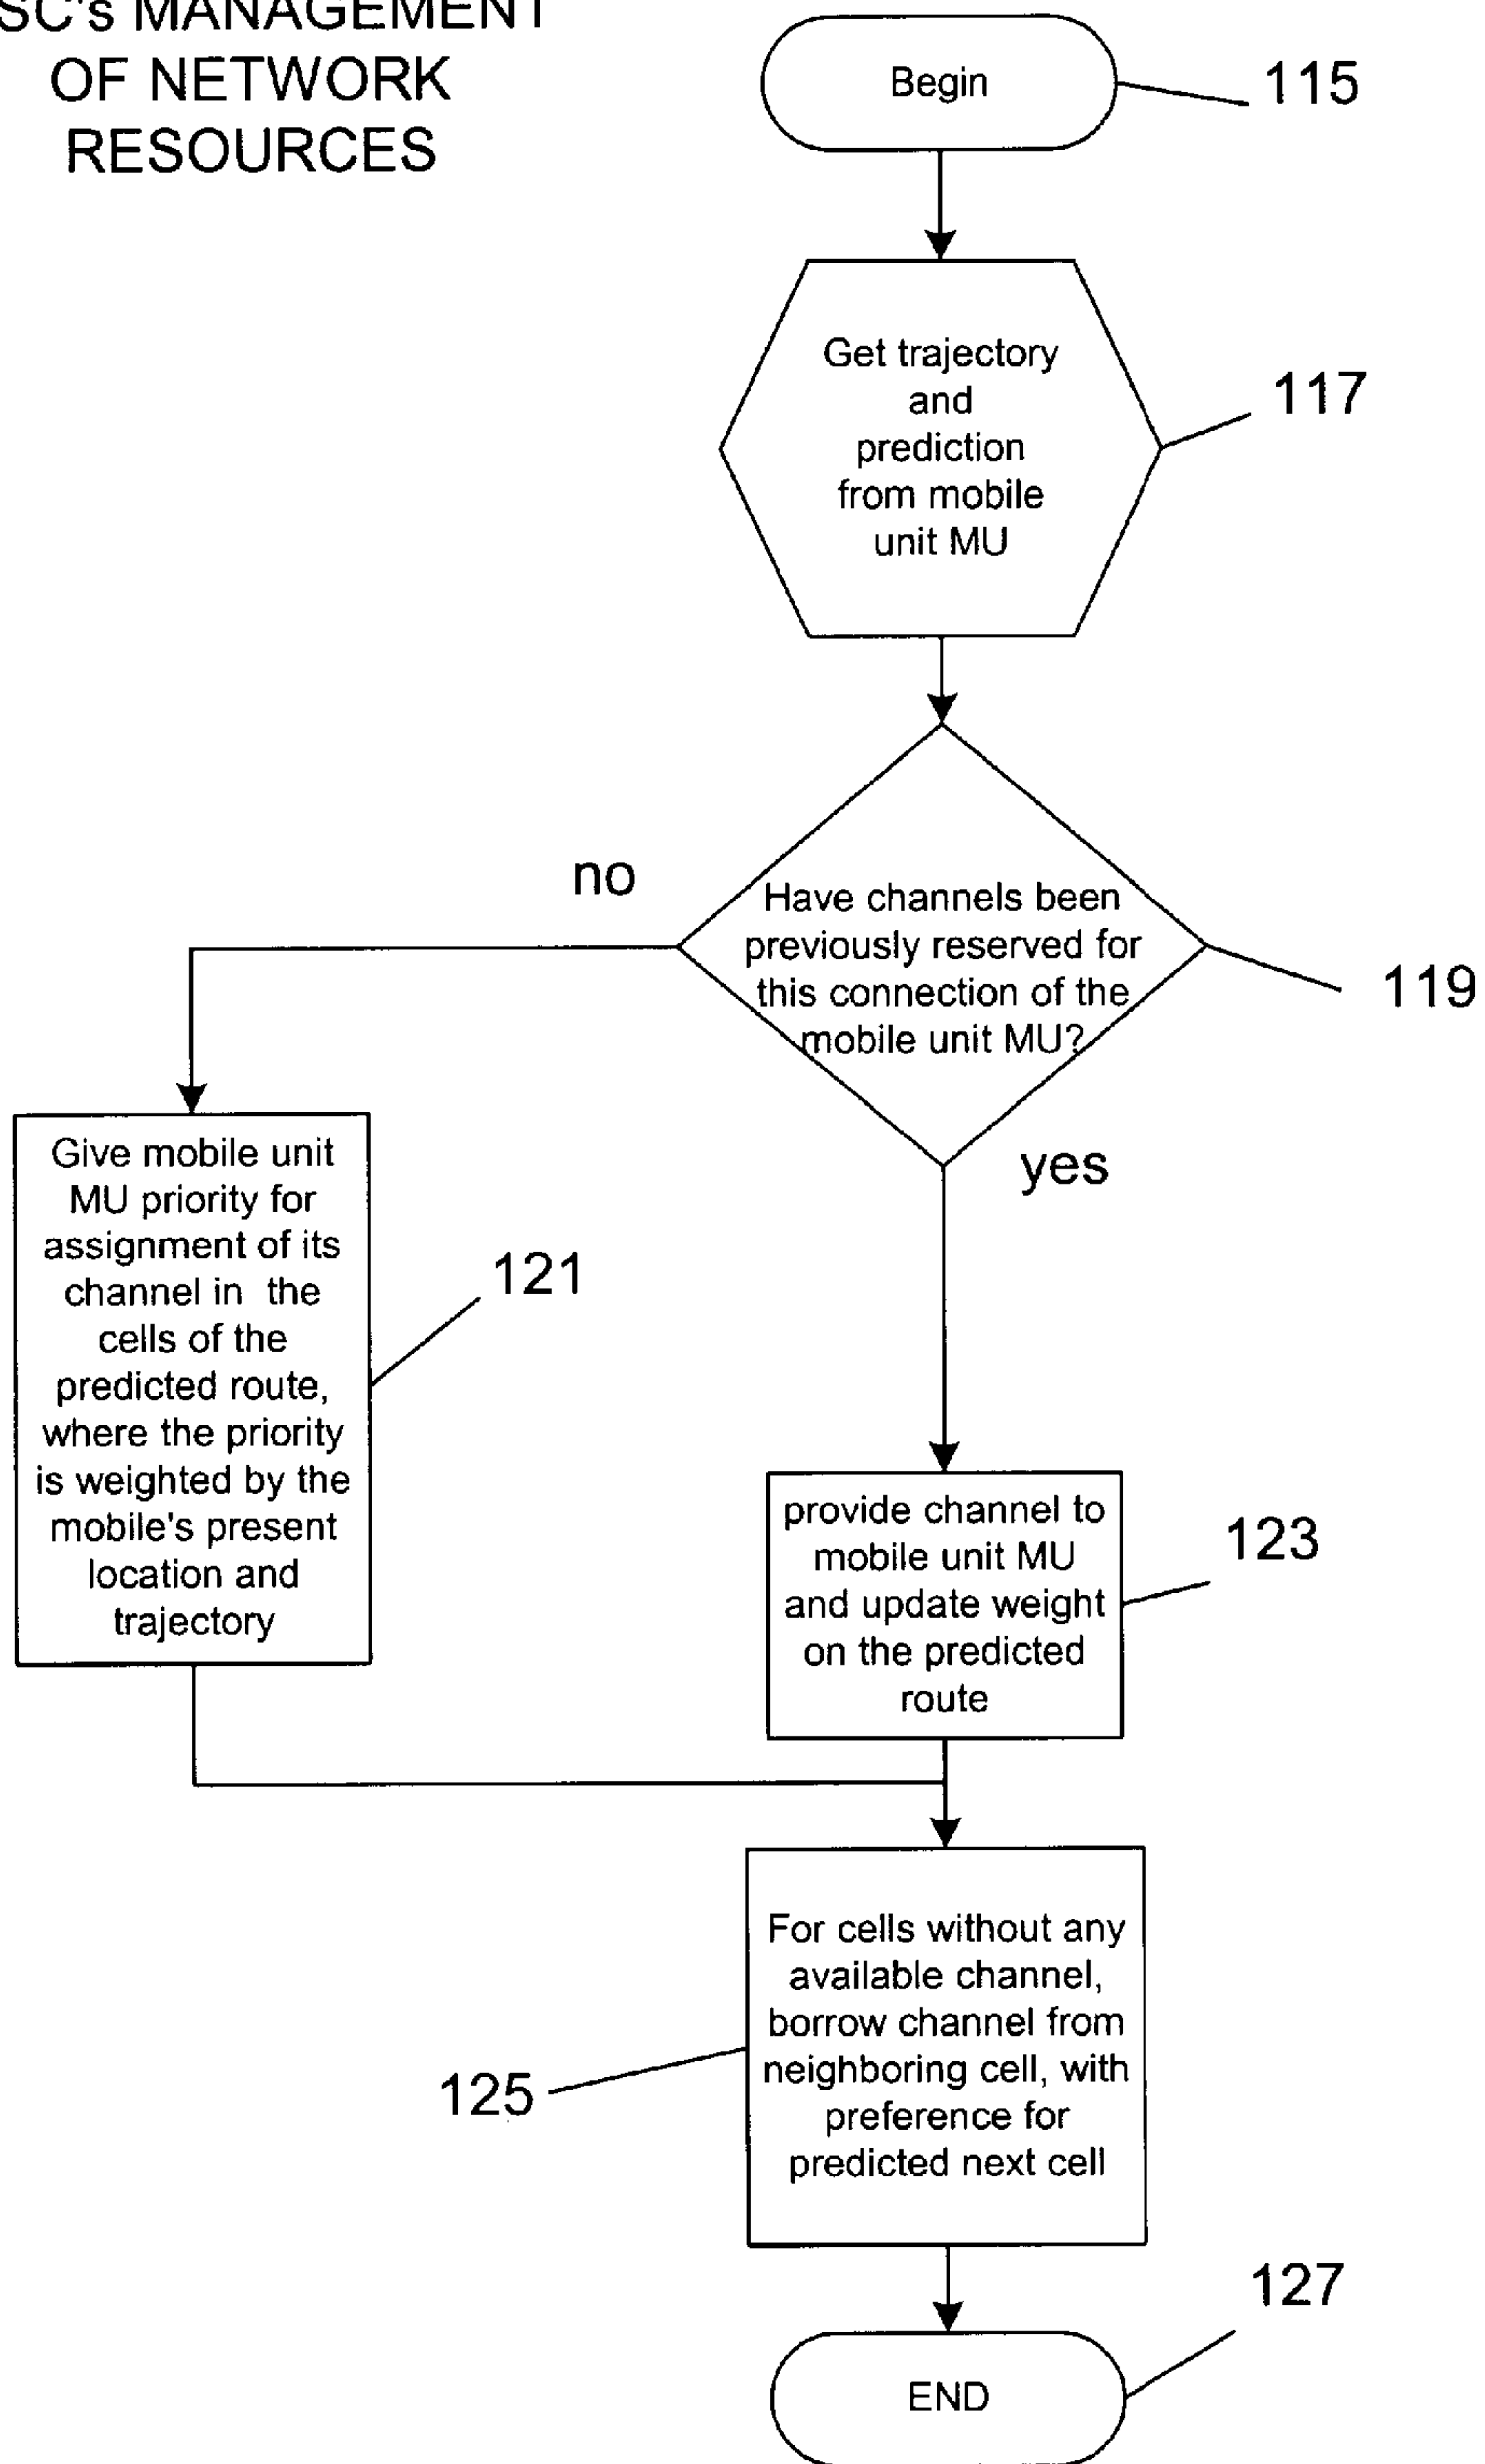 SC's MANAGEMENT
OF NETWORK
RESOURCES
Begin
115
Get trajectory
and
prediction
from mobile
unit MU
117
no
Have channels been
previously reserved for
this connection of the
mobile unit MU?
119
yes
Give mobile unit
MU priority for
assignment of its
channel in the
cells of the
predicted route,
where the priority
is weighted by the
mobile's present
location and
trajectory
121
provide channel to
mobile unit MU
and update weight
on the predicted
route
123
For cells without any
available channel,
borrow channel from
neighboring cell, with
preference for
predicted next cell
125
127
END